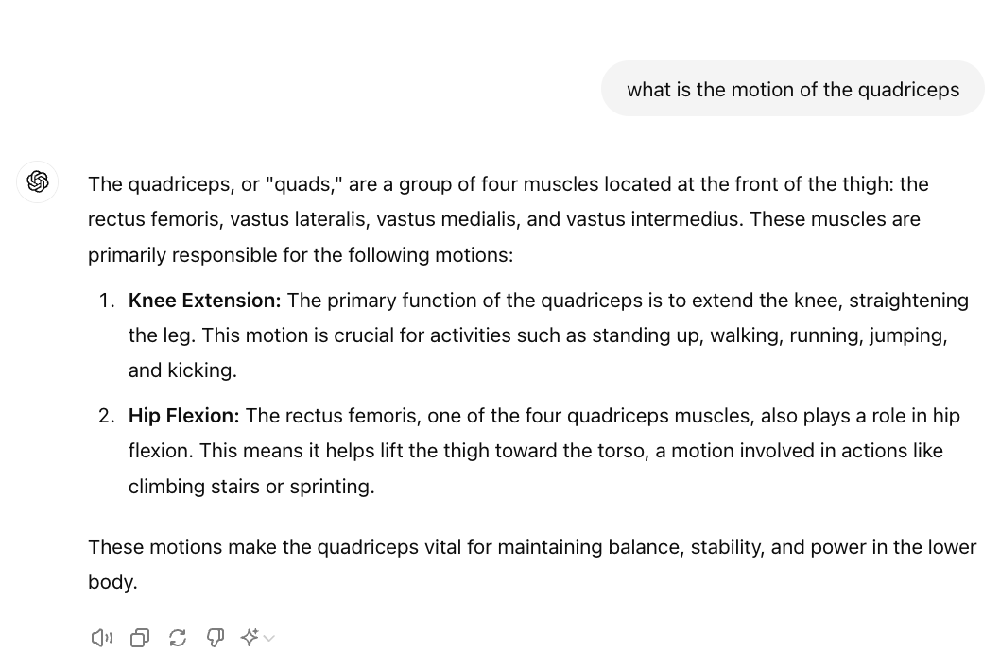 what is the motion of the quadriceps
The quadriceps, or "quads," are a group of four muscles located at the front of the thigh: the
rectus femoris, vastus lateralis, vastus medialis, and vastus intermedius. These muscles are
primarily responsible for the following motions:
1. Knee Extension: The primary function of the quadriceps is to extend the knee, straightening
the leg. This motion is crucial for activities such as standing up, walking, running, jumping,
and kicking.
2. Hip Flexion: The rectus femoris, one of the four quadriceps muscles, also plays a role in hip
flexion. This means it helps lift the thigh toward the torso, a motion involved in actions like
climbing stairs or sprinting.
These motions make the quadriceps vital for maintaining balance, stability, and power in the lower
body.